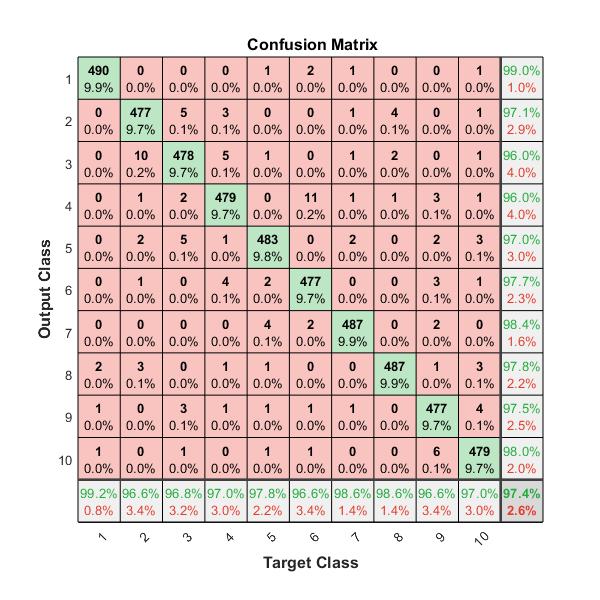 Confusion Matrix
1 490 0 0 0 1 2 1 0 0 1 99.0%
9.9% 0.0% 0.0% 0.0% 0.0% 0.0% 0.0% 0.0% 0.0% 0.0% 1.0%
2 0 477 5 3 0 0 1 4 0 1 97.1%
0.0% 9.7% 0.1% 0.1% 0.0% 0.0% 0.0% 0.1% 0.0% 0.0% 2.9%
3 0 10 478 5 1 0 1 2 0 1 96.0%
0.0% 0.2% 9.7% 0.1% 0.0% 0.0% 0.0% 0.0% 0.0% 0.0% 4.0%
4 0 1 2 479 0 11 1 1 3 1 96.0%
0.0% 0.0% 0.0% 9.7% 0.0% 0.2% 0.0% 0.0% 0.1% 0.0% 4.0%
5 0 2 5 1 483 0 2 0 2 3 97.0%
0.0% 0.0% 0.1% 0.0% 9.8% 0.0% 0.0% 0.0% 0.0% 0.1% 3.0%
6 0 1 0 4 2 477 0 0 3 1 97.7%
0.0% 0.0% 0.0% 0.1% 0.0% 9.7% 0.0% 0.0% 0.1% 0.0% 2.3%
7 0 0 0 0 4 2 487 0 2 0 98.4%
0.0% 0.0% 0.0% 0.0% 0.1% 0.0% 9.9% 0.0% 0.0% 0.0% 1.6%
8 2 3 0 1 1 0 0 487 1 3 97.8%
0.0% 0.1% 0.0% 0.0% 0.0% 0.0% 0.0% 9.9% 0.0% 0.1% 2.2%
9 1 0 3 1 1 1 1 0 477 4 97.5%
0.0% 0.0% 0.1% 0.0% 0.0% 0.0% 0.0% 0.0% 9.7% 0.1% 2.5%
10 1 0 1 0 1 1 0 0 6 479 98.0%
0.0% 0.0% 0.0% 0.0% 0.0% 0.0% 0.0% 0.0% 0.1% 9.7% 2.0%
99.2% 96.6% 96.8% 97.0% 97.8% 96.6% 98.6% 98.6% 96.6% 97.0% 97.4%
0.8% 3.4% 3.2% 3.0% 2.2% 3.4% 1.4% 1.4% 3.4% 3.0% 2.6%
1 2 3 4 5 6 7 8 9 10
Target Class
Output Class